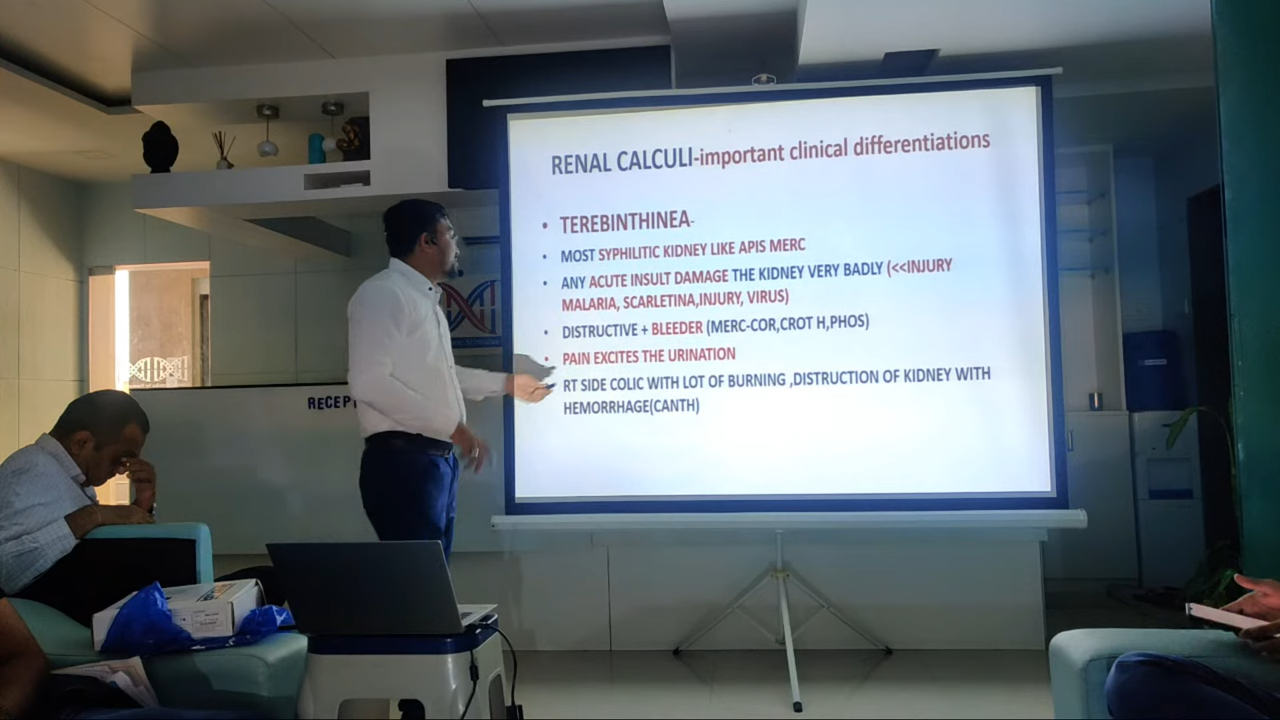 RENAL CALCULI-important clinical differentiations
• TEREBINTHINEA-
• MOST SYPHILITIC KIDNEY LIKE APIS MERC
• ANY ACUTE INSULT DAMAGE THE KIDNEY VERY BADLY (<<INJURY
MALARIA, SCARLETINA,INJURY, VIRUS)
• DISTRUCTIVE + BLEEDER (MERC-COR,CROT H,PHOS)
• PAIN EXCITES THE URINATION
RT SIDE COLIC WITH LOT OF BURNING ,DISTRUCTION OF KIDNEY WITH
HEMORRHAGE(CANTH)
RECEPT